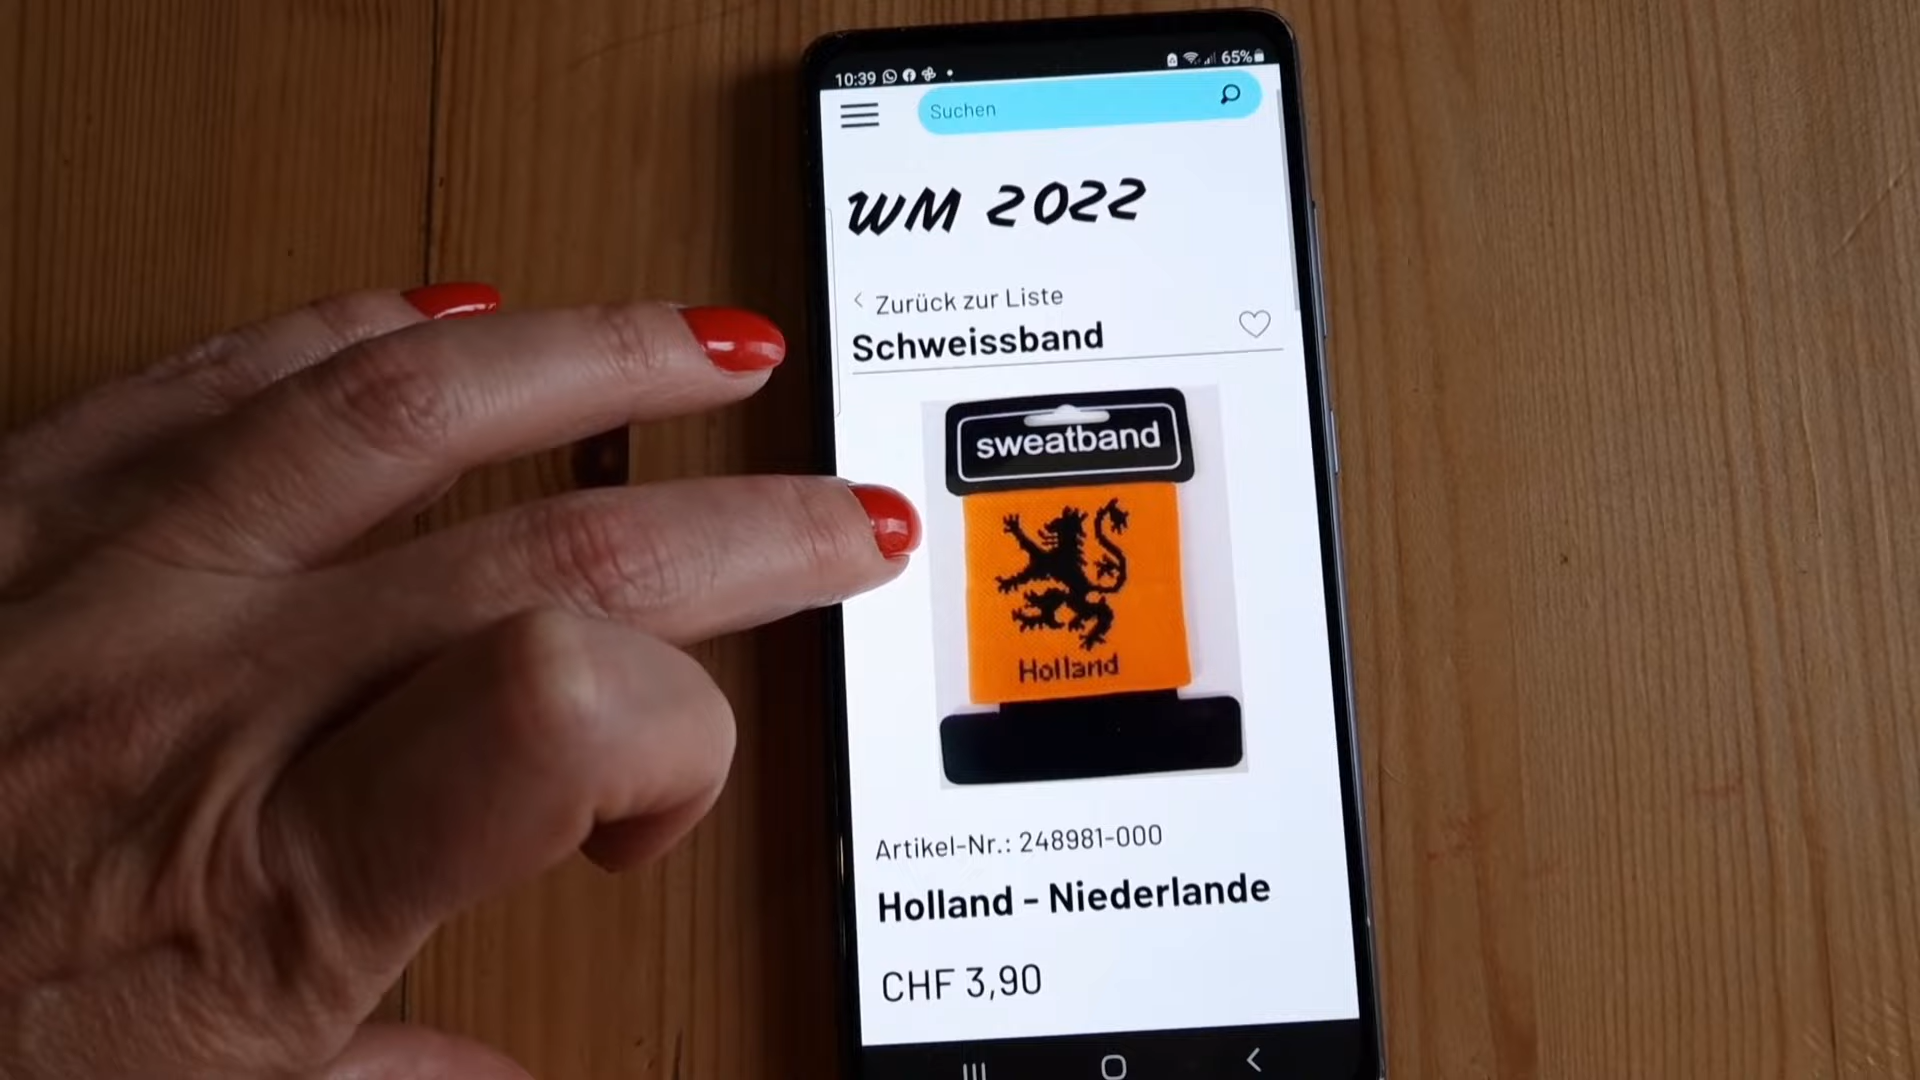 10:39
65%
Suchen
WM 2022
Zurück zur Liste
Schweissband
sweatband
Holland
Artikel-Nr.: 248981-000
Holland - Niederlande
CHF 3,90